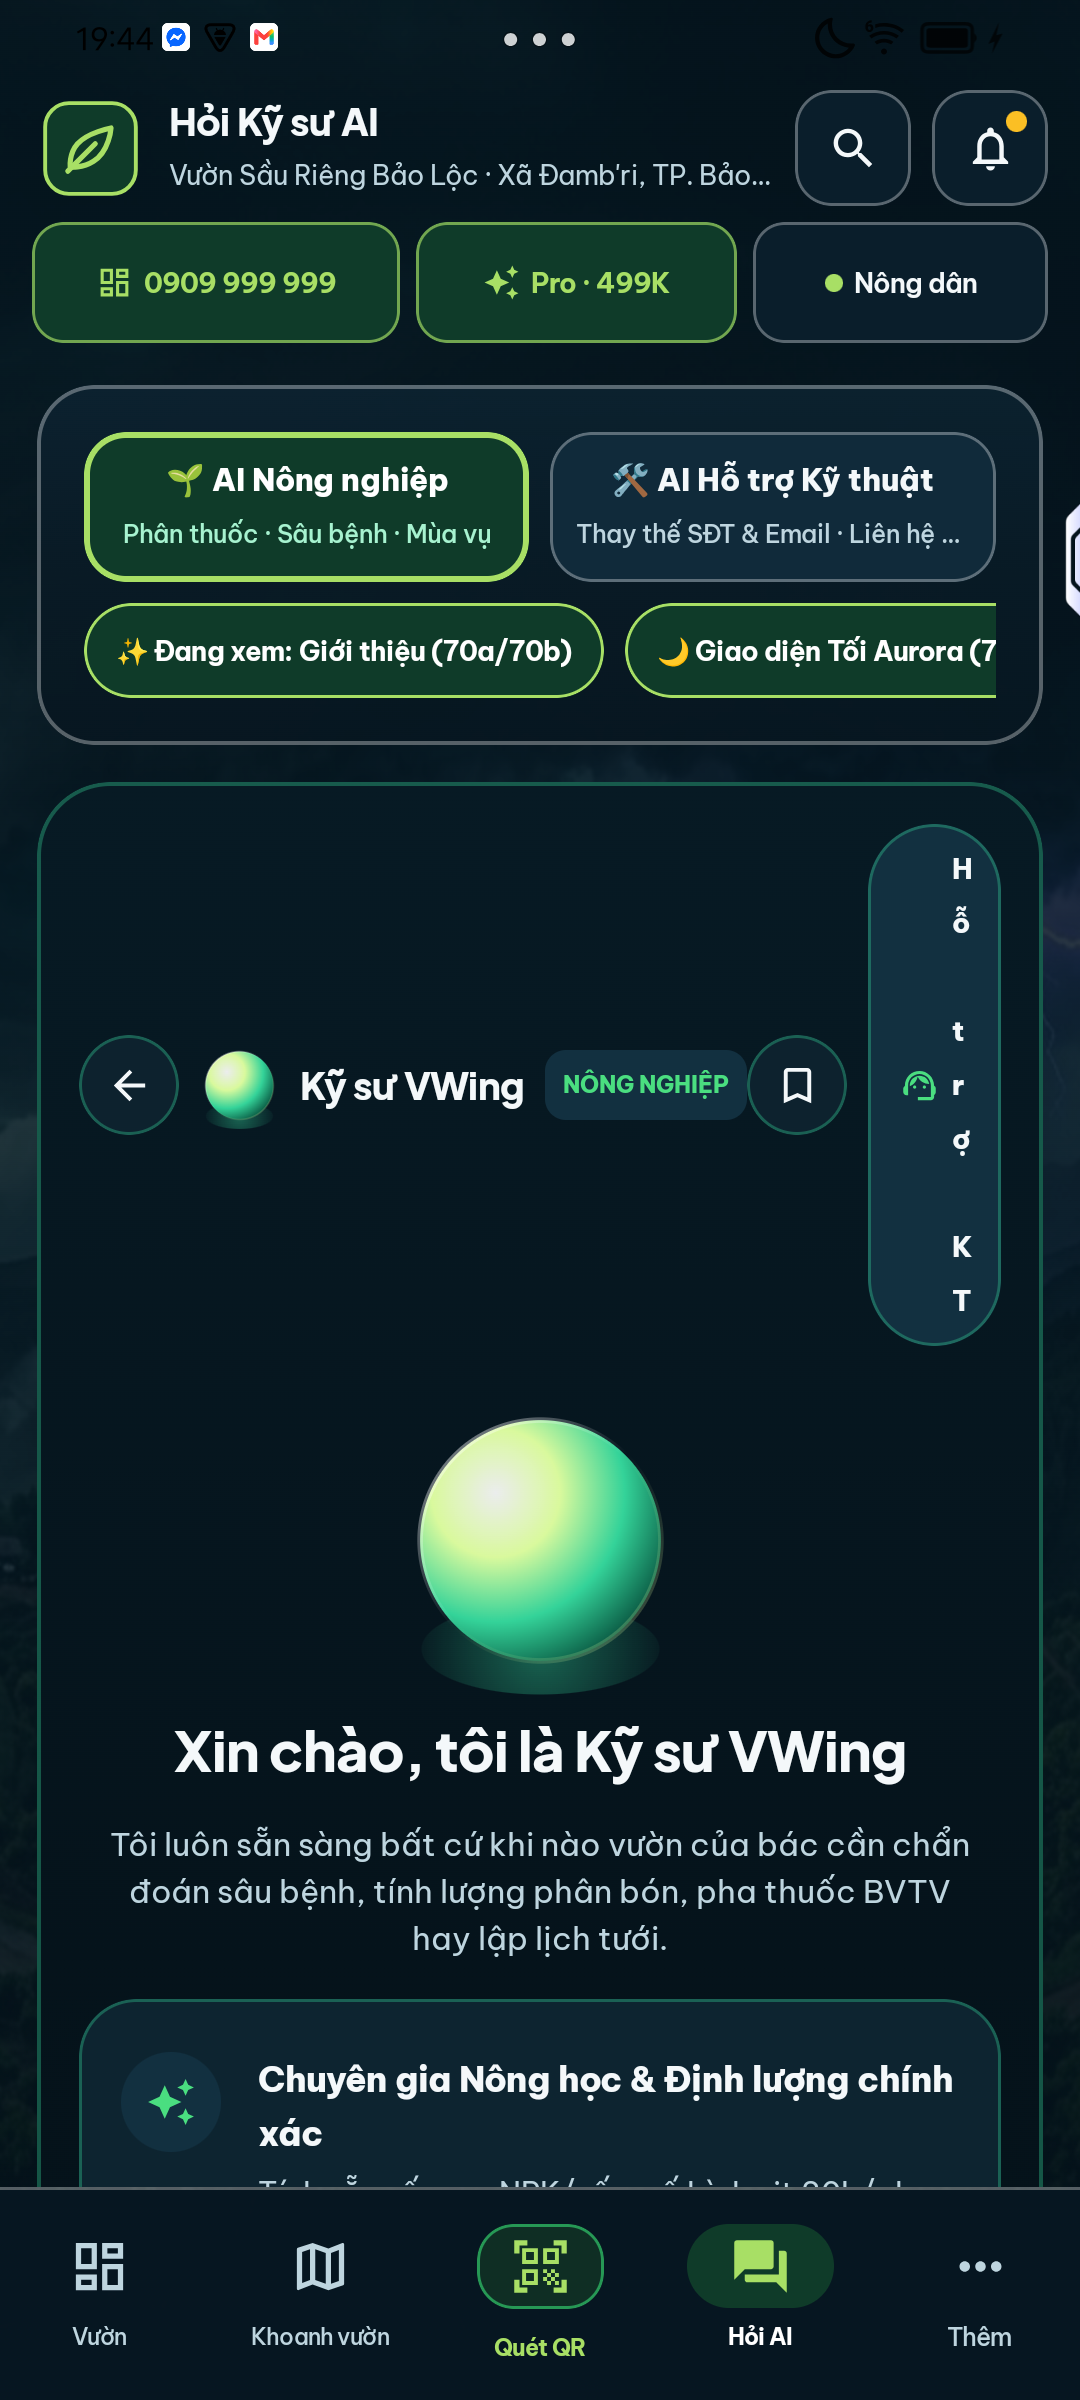 19:44
Hỏi Kỹ sư AI
Vườn Sầu Riêng Bảo Lộc · Xã Đamb'ri, TP. Bảo...
0909 999 999
Pro · 499K
Nông dân
🌱 AI Nông nghiệp
Phân thuốc · Sâu bệnh · Mùa vụ
🛠️ AI Hỗ trợ Kỹ thuật
Thay thế SĐT & Email · Liên hệ ...
✨ Đang xem: Giới thiệu (70a/70b)
🌙 Giao diện Tối Aurora (7
Kỹ sư VWing
NÔNG NGHIỆP
Hỗ trợ KT
Xin chào, tôi là Kỹ sư VWing
Tôi luôn sẵn sàng bất cứ khi nào vườn của bác cần chẩn
đoán sâu bệnh, tính lượng phân bón, pha thuốc BVTV
hay lập lịch tưới.
Chuyên gia Nông học & Định lượng chính
xác
Vườn
Khoanh vườn
Quét QR
Hỏi AI
Thêm